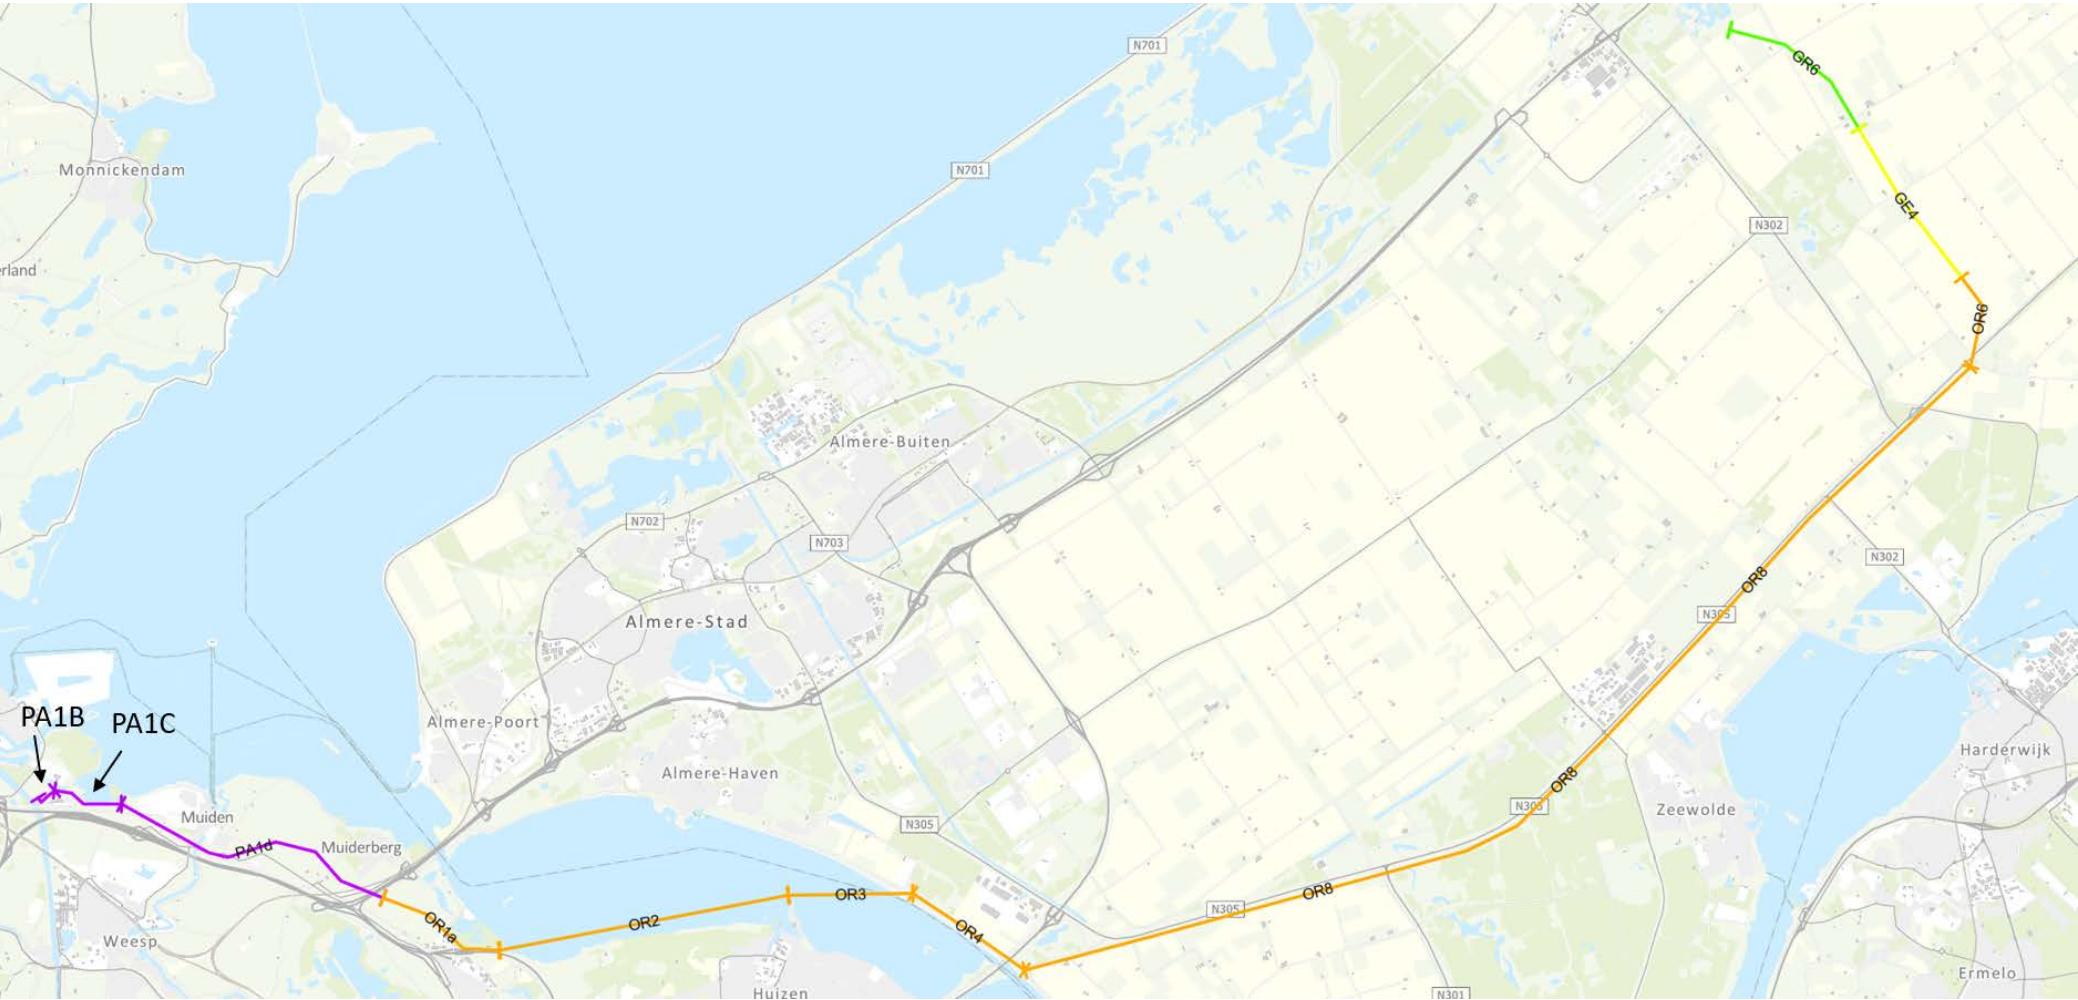 N701
GR6
Monnickendam
N701
GE4
N302
erland
OR6
Almere-Buiten
N702
N703
N302
OR8
N305
Almere-Stad
PA1B
PA1C
Almere-Poort
Harderwijk
Almere-Haven
OR8
N305
Zeewolde
Muiden
N305
Muiderberg
PA1d
OR8
OR3
N305
OR2
OR1a
OR4
Weesp
Ermelo
Huizen
N301